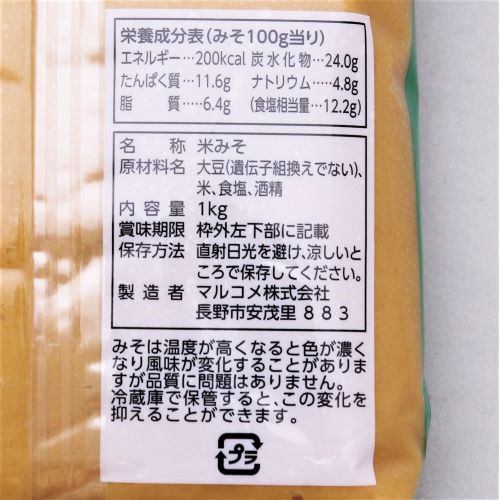 栄養成分表(みそ100g当り)
エネルギー…200kcal 炭水化物…24.0g
たんぱく質…11.6g ナトリウム……4.8g
脂　　質…6.4g (食塩相当量…12.2g)
名　　称 米みそ
原材料名 大豆(遺伝子組換えでない)、
米、食塩、酒精
内 容 量 1kg
賞味期限 枠外左下部に記載
保存方法 直射日光を避け、涼しいと
ころで保存してください。
製 造 者 マルコメ株式会社
長野市安茂里 883
みそは温度が高くなると色が濃く
なり風味が変化することがありま
すが品質に問題はありません。
冷蔵庫で保管すると、この変化を
抑えることができます。
プラ